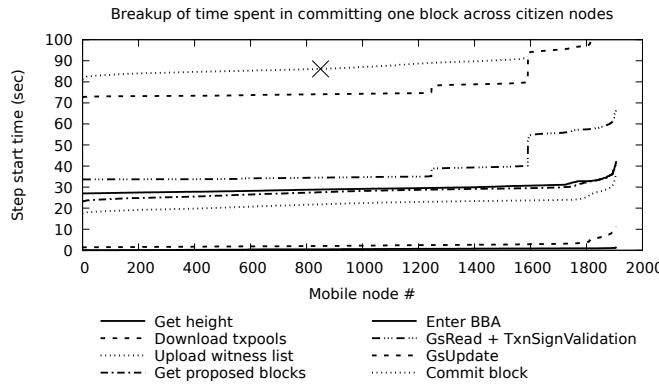 Breakup of time spent in committing one block across citizen nodes
100
90
80
70
60
50
40
30
20
10
0
Step start time (sec)
0 200 400 600 800 1000 1200 1400 1600 1800 2000
Mobile node #
Get height Enter BBA
Download txpools GsRead + TxnSignValidation
Upload witness list GsUpdate
Get proposed blocks Commit block